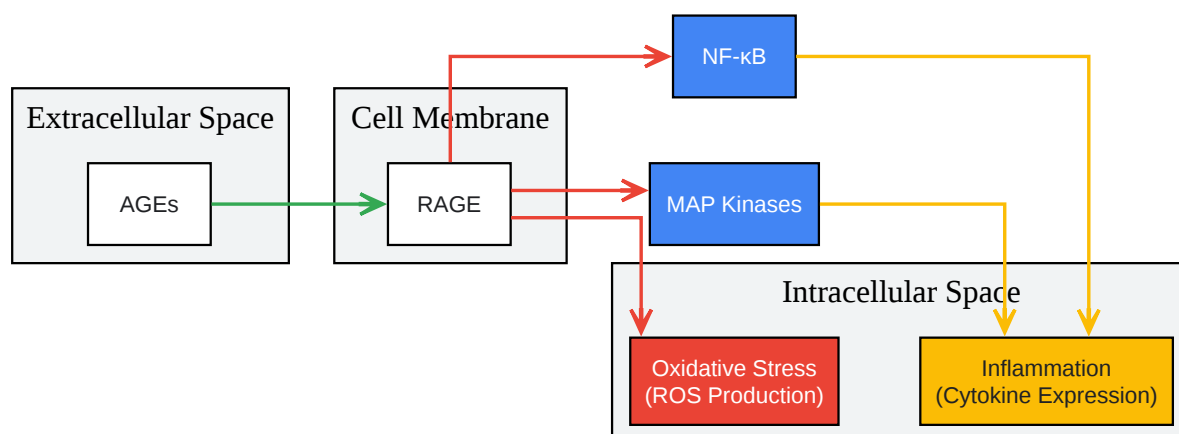 NF-κB
Extracellular Space
Cell Membrane
AGEs
RAGE
MAP Kinases
Intracellular Space
Oxidative Stress
(ROS Production)
Inflammation
(Cytokine Expression)